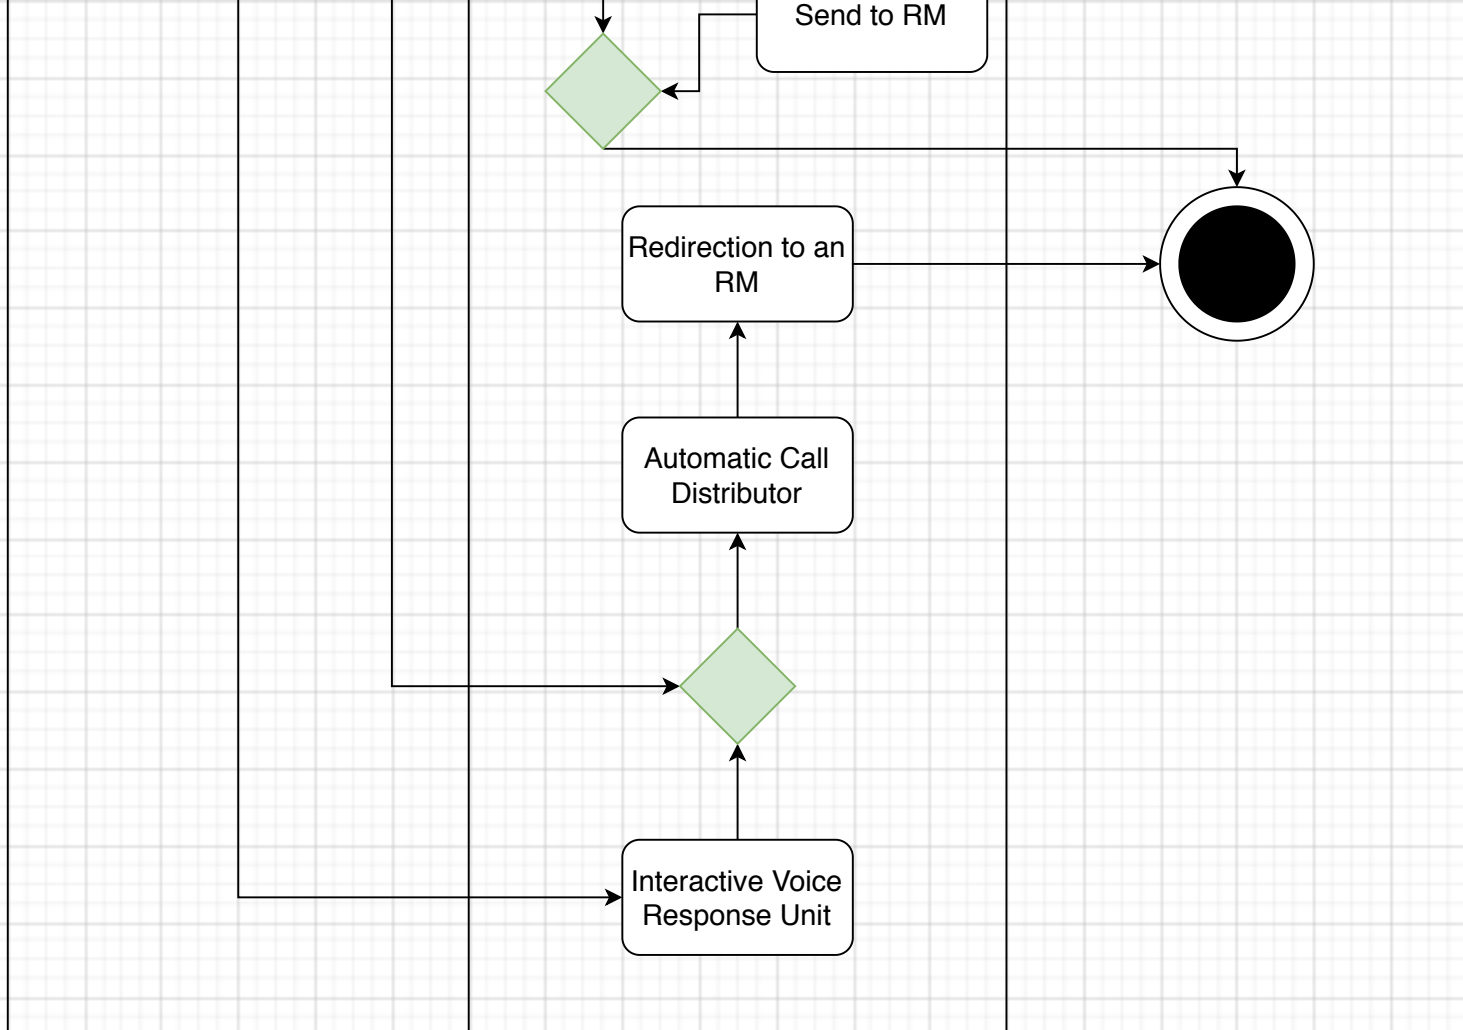 Send to RM
Redirection to an
RM
Automatic Call
Distributor
Interactive Voice
Response Unit